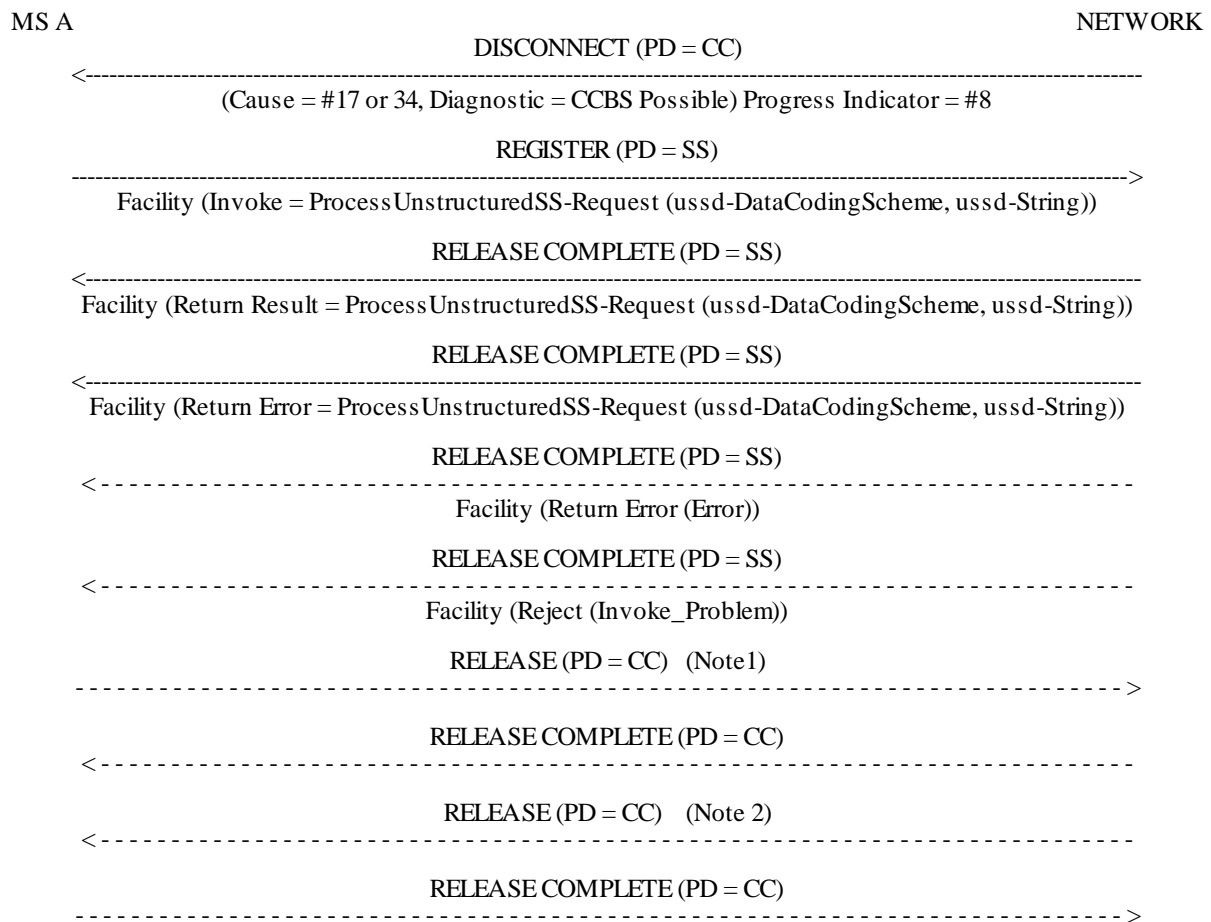 MS A NETWORK
DISCONNECT (PD = CC)
<------------------------------------------------------------
(Cause = #17 or 34, Diagnostic = CCBS Possible) Progress Indicator = #8
REGISTER (PD = SS)
------------------------------------------------------------>
Facility (Invoke = ProcessUnstructuredSS-Request (ussd-DataCodingScheme, ussd-String))
RELEASE COMPLETE (PD = SS)
<------------------------------------------------------------
Facility (Return Result = ProcessUnstructuredSS-Request (ussd-DataCodingScheme, ussd-String))
RELEASE COMPLETE (PD = SS)
<------------------------------------------------------------
Facility (Return Error = ProcessUnstructuredSS-Request (ussd-DataCodingScheme, ussd-String))
RELEASE COMPLETE (PD = SS)
< - - - - - - - - - - - - - - - - - - - - - - - - - - - - - -
Facility (Return Error (Error))
RELEASE COMPLETE (PD = SS)
< - - - - - - - - - - - - - - - - - - - - - - - - - - - - - -
Facility (Reject (Invoke_Problem))
RELEASE (PD = CC) (Note1)
- - - - - - - - - - - - - - - - - - - - - - - - - - - - - - >
RELEASE COMPLETE (PD = CC)
< - - - - - - - - - - - - - - - - - - - - - - - - - - - - - -
RELEASE (PD = CC) (Note 2)
< - - - - - - - - - - - - - - - - - - - - - - - - - - - - - -
RELEASE COMPLETE (PD = CC)
- - - - - - - - - - - - - - - - - - - - - - - - - - - - - - >